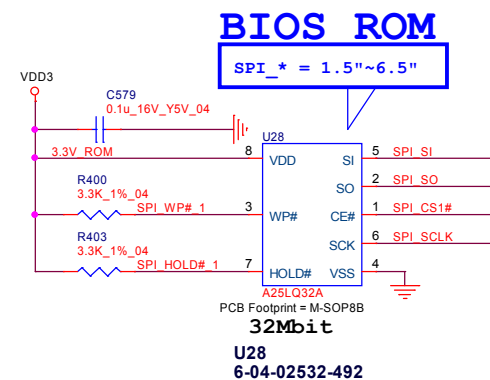 BIOS ROM
SPI_* = 1.5"~6.5"
VDD3
C579
0.1u_16V_Y5V_04
U28
3.3V_ROM 8 VDD SI 5 SPI_SI
SO 2 SPI_SO
R400
3.3K_1%_04
SPI_WP#_1 3 WP# CE# 1 SPI_CS1#
SCK 6 SPI_SCLK
R403
3.3K_1%_04
SPI_HOLD#_1 7 HOLD# VSS 4
A25LQ32A
PCB Footprint = M-SOP8B
32Mbit
U28
6-04-02532-492